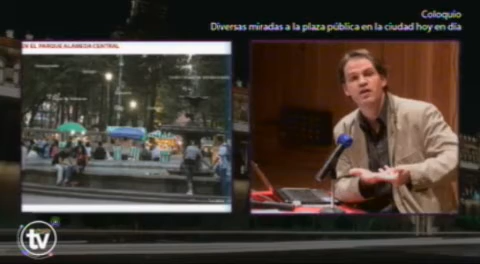 Coloquio
Diversas miradas a la plaza pública en la ciudad hoy en día
EN EL PARQUE ALAMEDA CENTRAL
tv